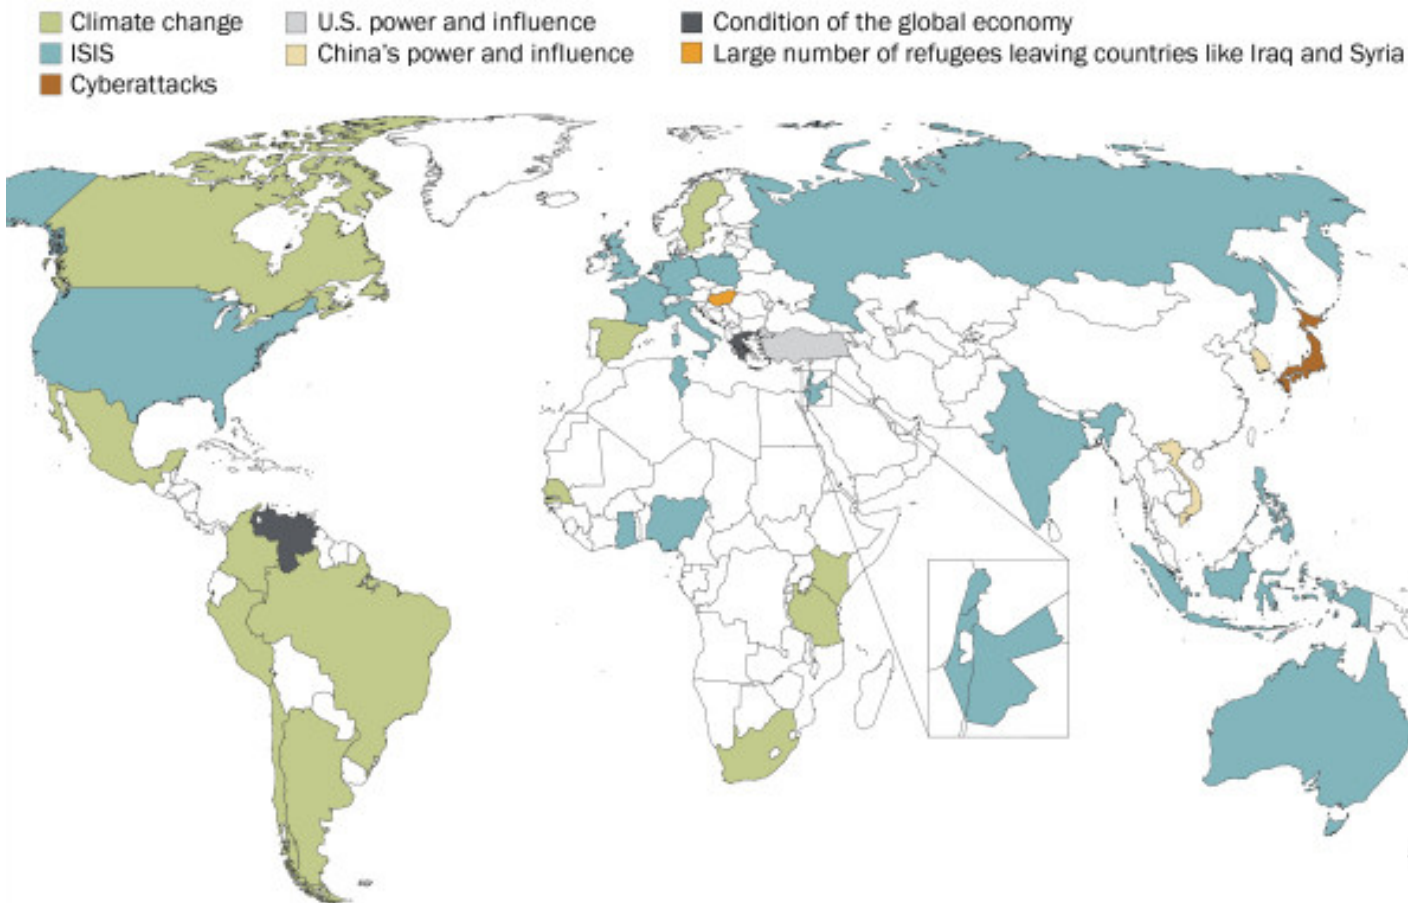 Climate change
ISIS
Cyberattacks
U.S. power and influence
China's power and influence
Condition of the global economy
Large number of refugees leaving countries like Iraq and Syria